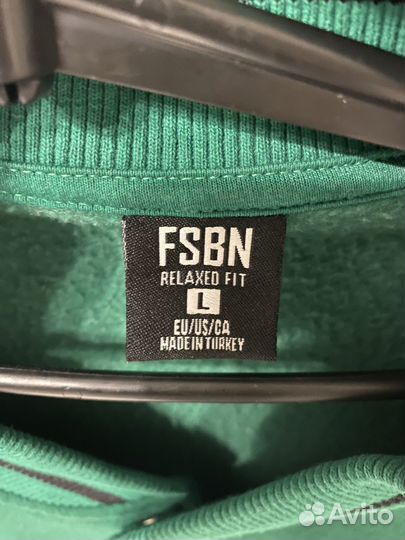 FSBN
RELAXED FIT
L
EU/US/CA
MADE IN TURKEY
Avito